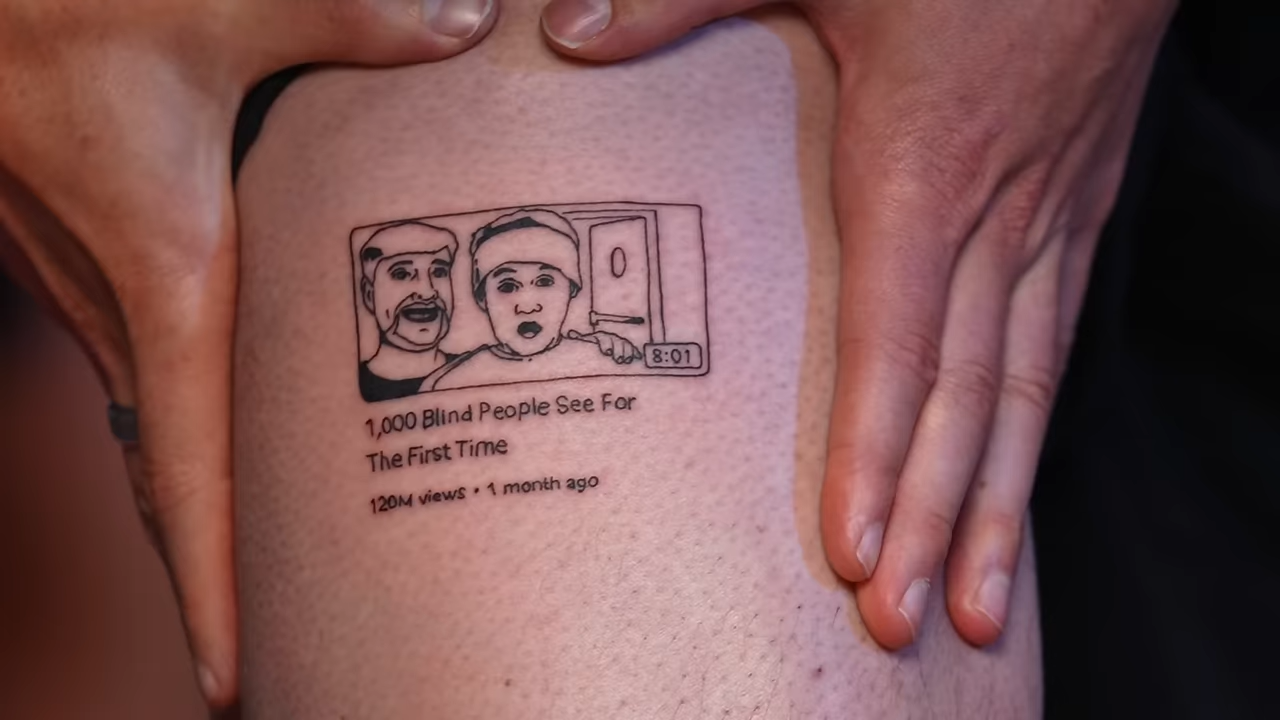 8:01
1,000 Blind People See For
The First Time
120M views • 1 month ago